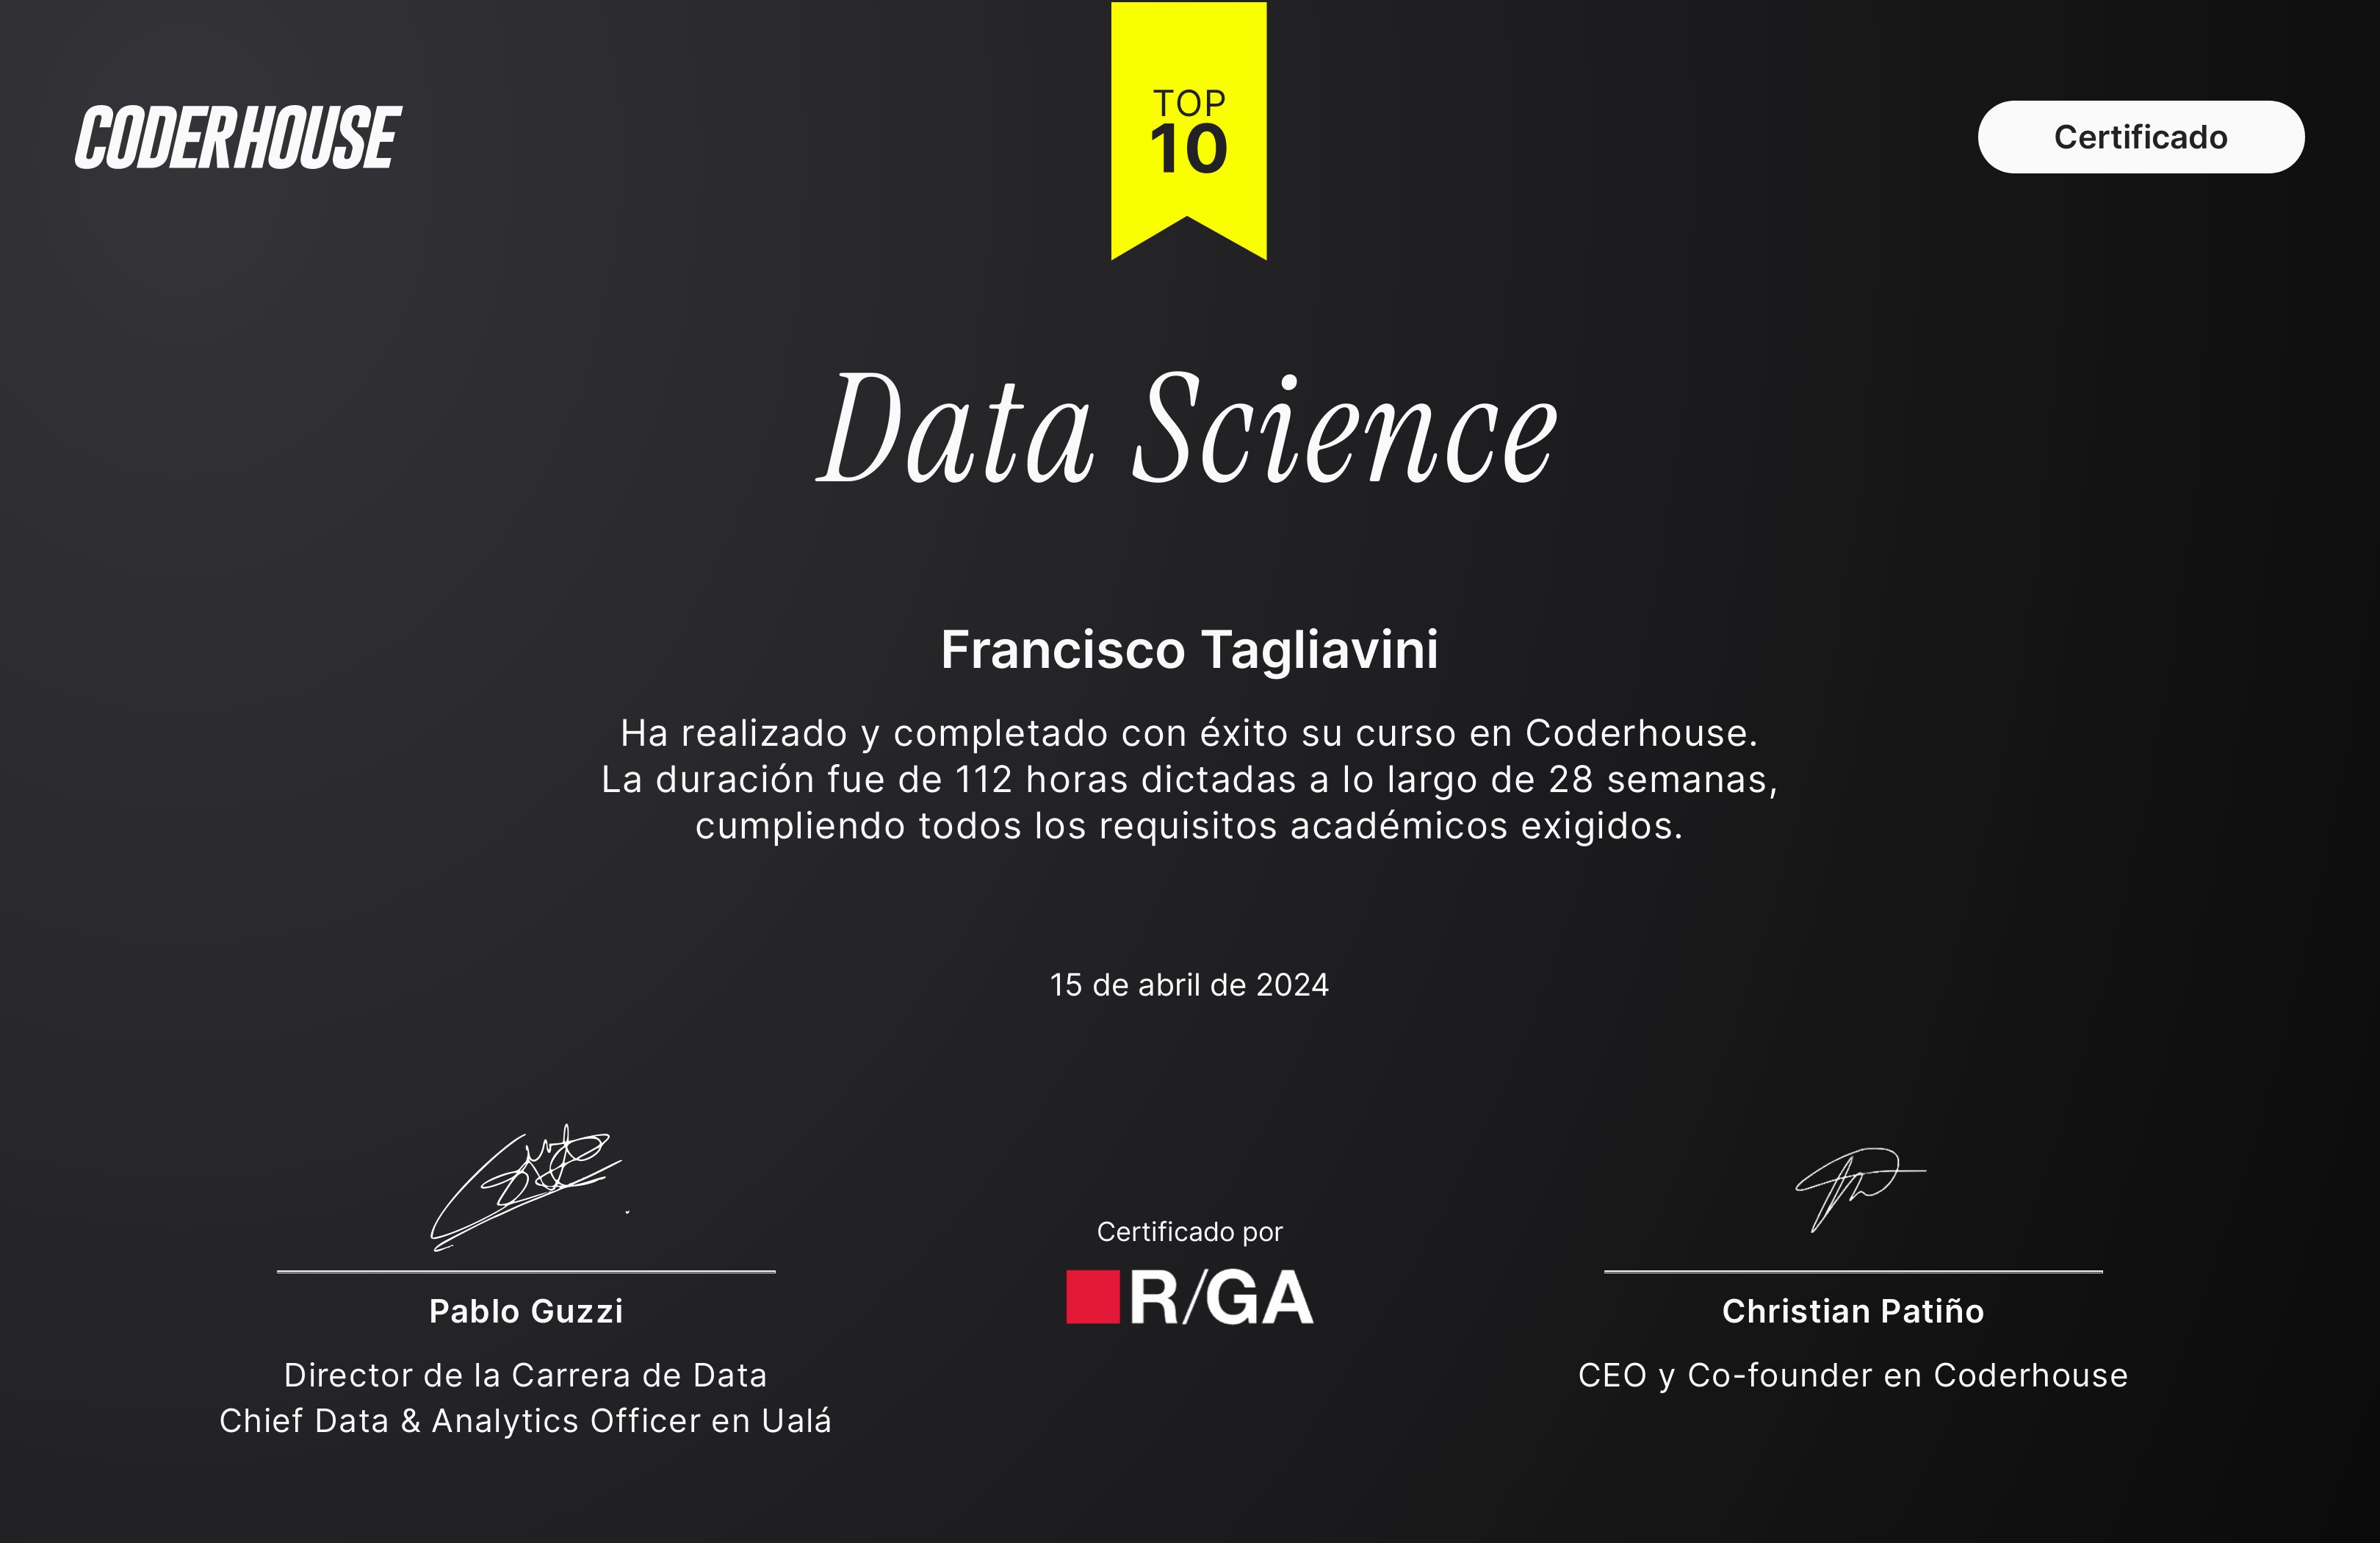 CODERHOUSE
TOP
10
Certificado
Data Science
Francisco Tagliavini
Ha realizado y completado con éxito su curso en Coderhouse.
La duración fue de 112 horas dictadas a lo largo de 28 semanas,
cumpliendo todos los requisitos académicos exigidos.
15 de abril de 2024
Pablo Guzzi
Director de la Carrera de Data
Chief Data & Analytics Officer en Ualá
Certificado por
R/GA
Christian Patiño
CEO y Co-founder en Coderhouse